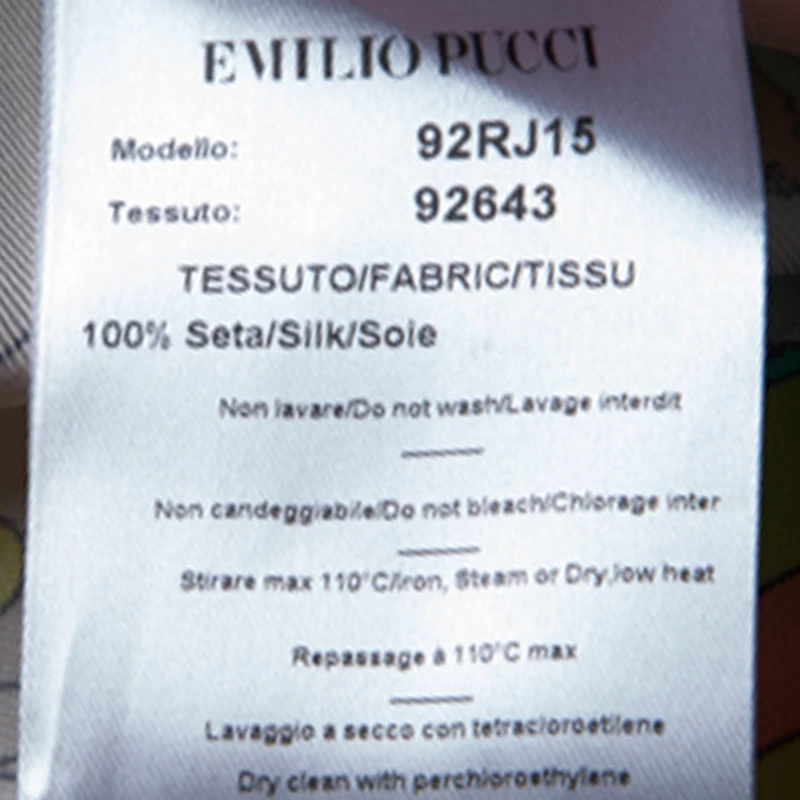 EMILIO PUCCI
Modello: 92RJ15
Tessuto: 92643
TESSUTO/FABRIC/TISSU
100% Seta/Silk/Soie
Non lavare/Do not wash/Lavage interdit
Non candeggiabile/Do not bleach/Chlorage inter
Stirare max 110°C/Iron, Steam or Dry,low heat
Repassage à 110°C max
Lavaggio a secco con tetracloroetilene
Dry clean with perchloroethylene